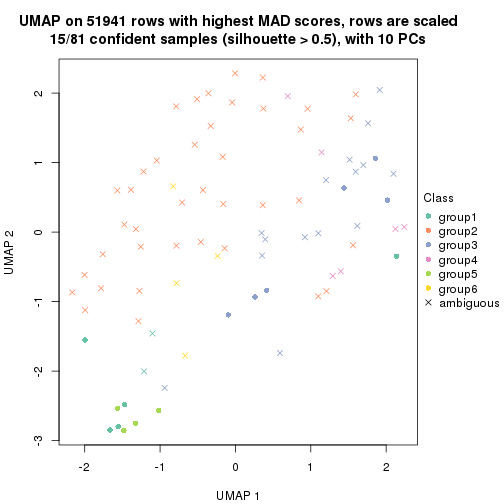 UMAP on 51941 rows with highest MAD scores, rows are scaled
15/81 confident samples (silhouette > 0.5), with 10 PCs
UMAP 2
2
1
0
-1
-2
-3
-2
-1
0
1
2
UMAP 1
Class
group1
group2
group3
group4
group5
group6
ambiguous